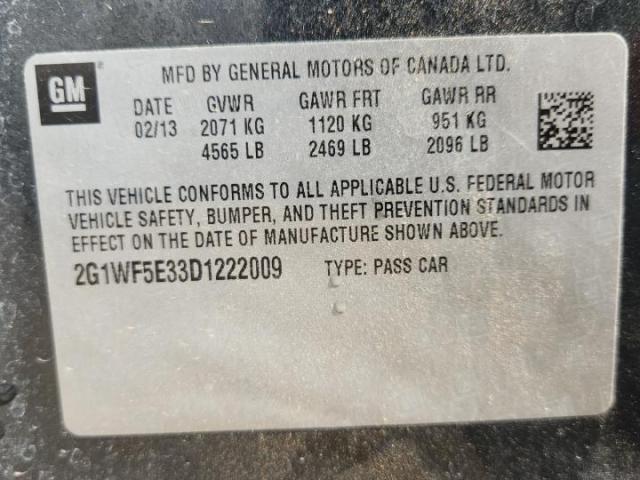 GM
MFD BY GENERAL MOTORS OF CANADA LTD.
DATE GVWR GAWR FRT GAWR RR
02/13 2071 KG 1120 KG 951 KG
4565 LB 2469 LB 2096 LB
THIS VEHICLE CONFORMS TO ALL APPLICABLE U.S. FEDERAL MOTOR
VEHICLE SAFETY, BUMPER, AND THEFT PREVENTION STANDARDS IN
EFFECT ON THE DATE OF MANUFACTURE SHOWN ABOVE.
2G1WF5E33D1222009 TYPE: PASS CAR